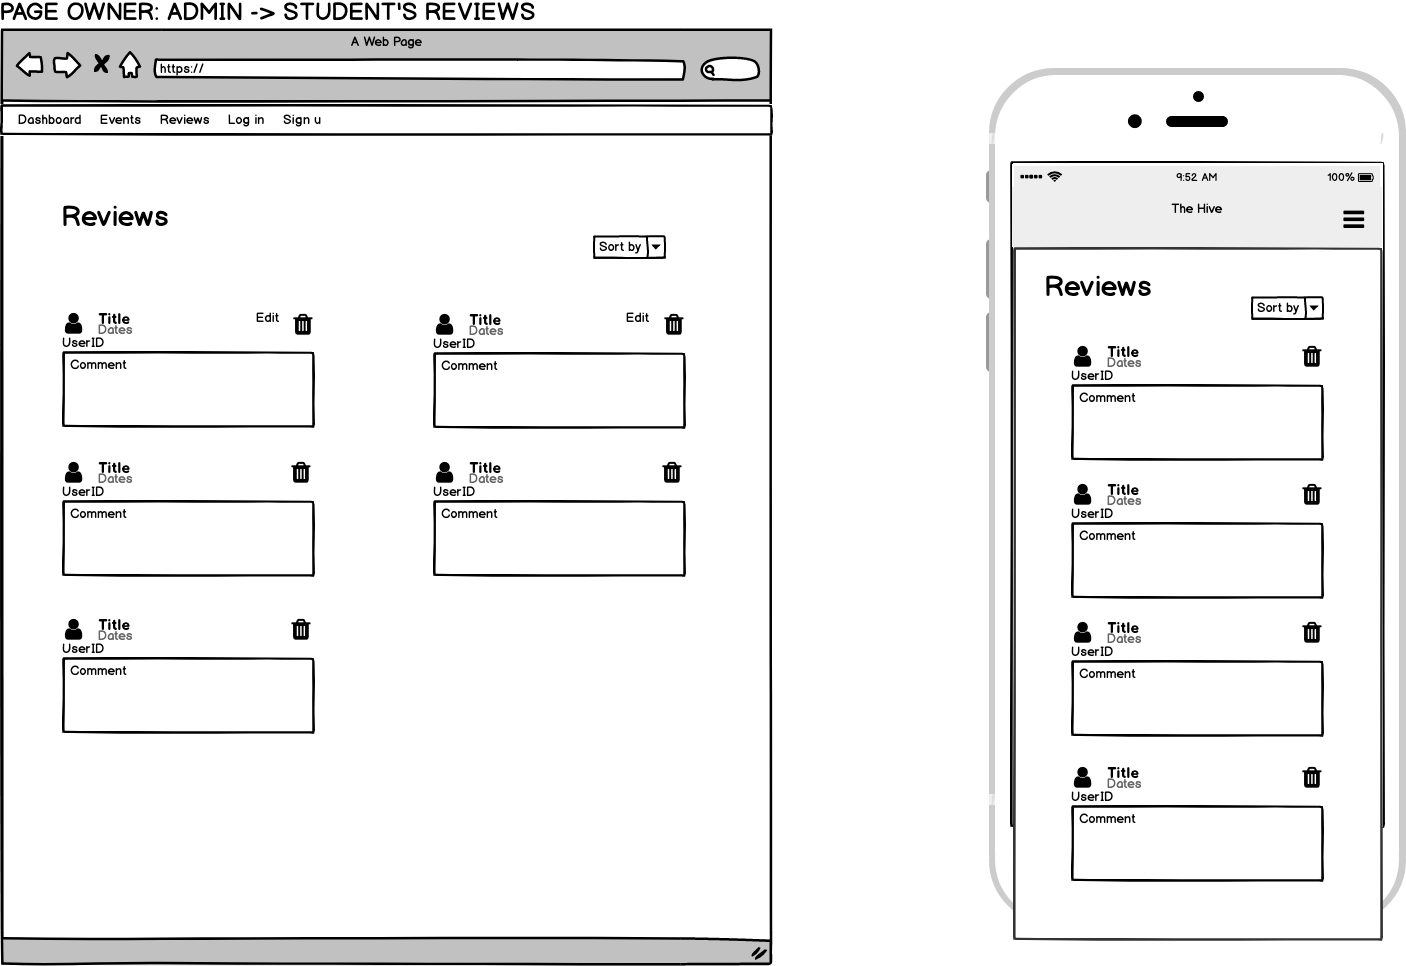 PAGE OWNER: ADMIN -> STUDENT'S REVIEWS
A Web Page
https://
Dashboard Events Reviews Log in Sign u
Reviews
Sort by
Title Edit
Dates
UserID
Comment
Title Edit
Dates
UserID
Comment
Title
Dates
UserID
Comment
Title
Dates
UserID
Comment
Title
Dates
UserID
Comment
9:52 AM 100%
The Hive
Reviews
Sort by
Title
Dates
UserID
Comment
Title
Dates
UserID
Comment
Title
Dates
UserID
Comment
Title
Dates
UserID
Comment